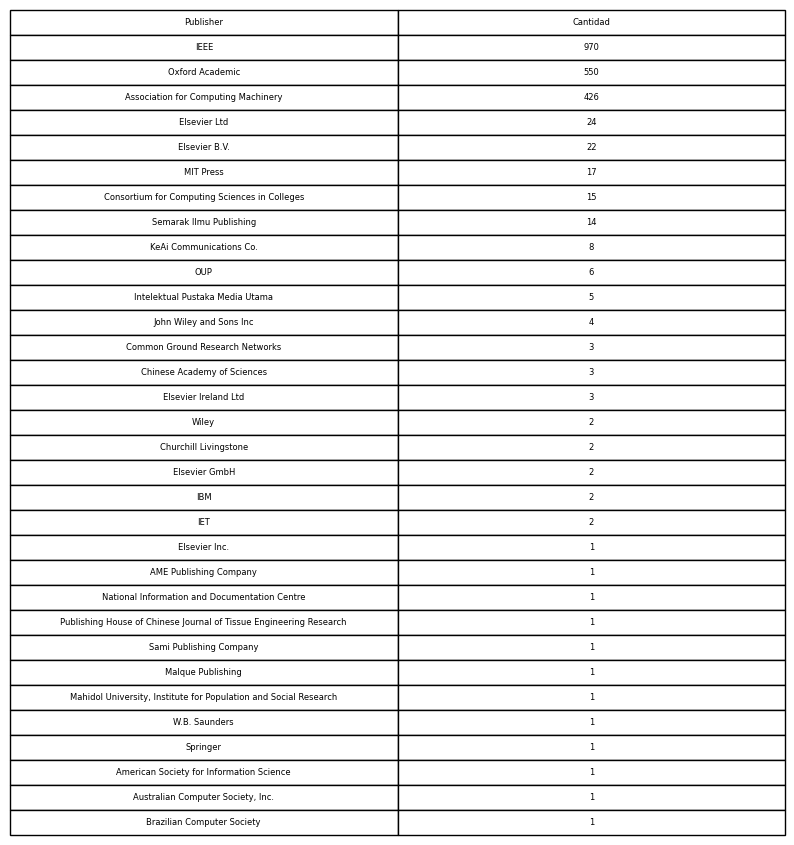 Publisher Cantidad
IEEE 970
Oxford Academic 550
Association for Computing Machinery 426
Elsevier Ltd 24
Elsevier B.V. 22
MIT Press 17
Consortium for Computing Sciences in Colleges 15
Semarak Ilmu Publishing 14
KeAi Communications Co. 8
OUP 6
Intelektual Pustaka Media Utama 5
John Wiley and Sons Inc 4
Common Ground Research Networks 3
Chinese Academy of Sciences 3
Elsevier Ireland Ltd 3
Wiley 2
Churchill Livingstone 2
Elsevier GmbH 2
IBM 2
IET 2
Elsevier Inc. 1
AME Publishing Company 1
National Information and Documentation Centre 1
Publishing House of Chinese Journal of Tissue Engineering Research 1
Sami Publishing Company 1
Malque Publishing 1
Mahidol University, Institute for Population and Social Research 1
W.B. Saunders 1
Springer 1
American Society for Information Science 1
Australian Computer Society, Inc. 1
Brazilian Computer Society 1